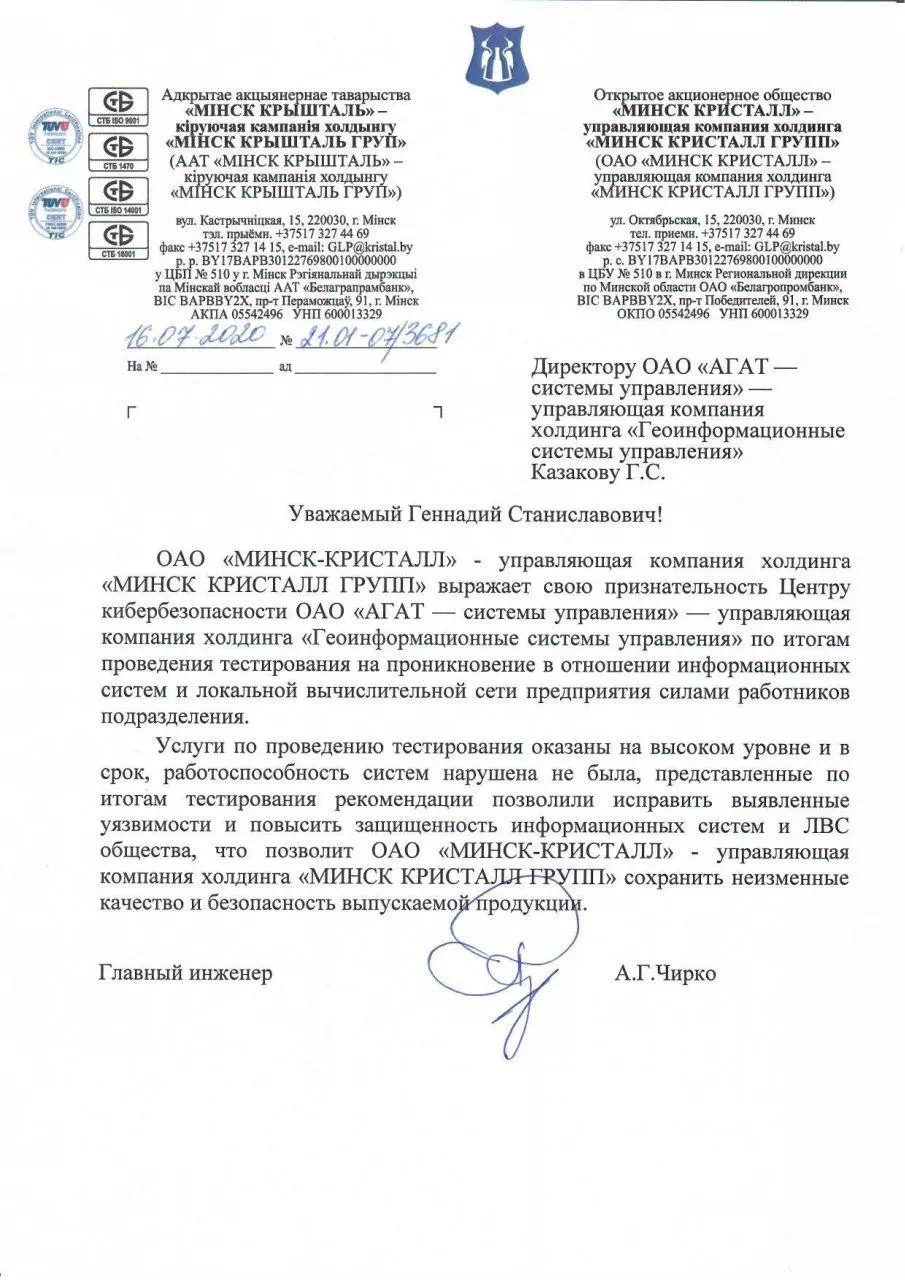 СТБ ISO 9001
СТБ 1470
СТБ ISO 14001
СТБ 18001
TÜV
CERT
TIC
TÜV
CERT
TIC
Адкрытае акцыянернае таварыства
«МІНСК КРЫШТАЛЬ» –
кіруючая кампанія холдынгу
«МІНСК КРЫШТАЛЬ ГРУП»
(ААТ «МІНСК КРЫШТАЛЬ» –
кіруючая кампанія холдынгу
«МІНСК КРЫШТАЛЬ ГРУП»)
вул. Кастрычніцкая, 15, 220030, г. Мінск
тэл. прыёмн. +37517 327 44 69
факс +37517 327 14 15, e-mail: GLP@kristal.by
р. р. BY17BAPB30122769800100000000
у ЦБП № 510 у г. Мінск Рэгіянальнай дырэкцыі
па Мінскай вобласці ААТ «Белаграпрамбанк»,
BIC BAPBBY2X, пр-т Пераможцаў, 91, г. Мінск
АКПА 05542496 УНП 600013329
16.07.2020 № 21.01-07/3681
На № ад
Открытое акционерное общество
«МИНСК КРИСТАЛЛ» –
управляющая компания холдинга
«МИНСК КРИСТАЛЛ ГРУПП»
(ОАО «МИНСК КРИСТАЛЛ» –
управляющая компания холдинга
«МИНСК КРИСТАЛЛ ГРУПП»)
ул. Октябрьская, 15, 220030, г. Минск
тел. приемн. +37517 327 44 69
факс +37517 327 14 15, e-mail: GLP@kristal.by
р. с. BY17BAPB30122769800100000000
в ЦБУ № 510 в г. Минск Региональной дирекции
по Минской области ОАО «Белагропромбанк»,
BIC BAPBBY2X, пр-т Победителей, 91, г. Минск
ОКПО 05542496 УНП 600013329
Директору ОАО «АГАТ —
системы управления» —
управляющая компания
холдинга «Геоинформационные
системы управления»
Казакову Г.С.
Уважаемый Геннадий Станиславович!
ОАО «МИНСК-КРИСТАЛЛ» - управляющая компания холдинга
«МИНСК КРИСТАЛЛ ГРУПП» выражает свою признательность Центру
кибербезопасности ОАО «АГАТ — системы управления» — управляющая
компания холдинга «Геоинформационные системы управления» по итогам
проведения тестирования на проникновение в отношении информационных
систем и локальной вычислительной сети предприятия силами работников
подразделения.
Услуги по проведению тестирования оказаны на высоком уровне и в
срок, работоспособность систем нарушена не была, представленные по
итогам тестирования рекомендации позволили исправить выявленные
уязвимости и повысить защищенность информационных систем и ЛВС
общества, что позволит ОАО «МИНСК-КРИСТАЛЛ» - управляющая
компания холдинга «МИНСК КРИСТАЛЛ ГРУПП» сохранить неизменные
качество и безопасность выпускаемой продукции.
Главный инженер А.Г.Чирко